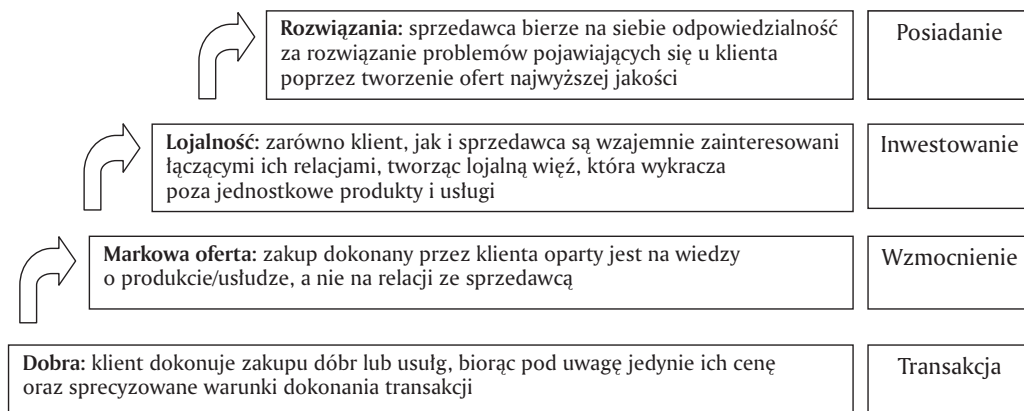 Rozwiązania: sprzedawca bierze na siebie odpowiedzialność
za rozwiązanie problemów pojawiających się u klienta
poprzez tworzenie ofert najwyższej jakości
Posiadanie
Lojalność: zarówno klient, jak i sprzedawca są wzajemnie zainteresowani
łączącymi ich relacjami, tworząc lojalną więź, która wykracza
poza jednostkowe produkty i usługi
Inwestowanie
Markowa oferta: zakup dokonany przez klienta oparty jest na wiedzy
o produkcie/usłudze, a nie na relacji ze sprzedawcą
Wzmocnienie
Dobra: klient dokonuje zakupu dóbr lub usułg, biorąc pod uwagę jedynie ich cenę
oraz sprecyzowane warunki dokonania transakcji
Transakcja